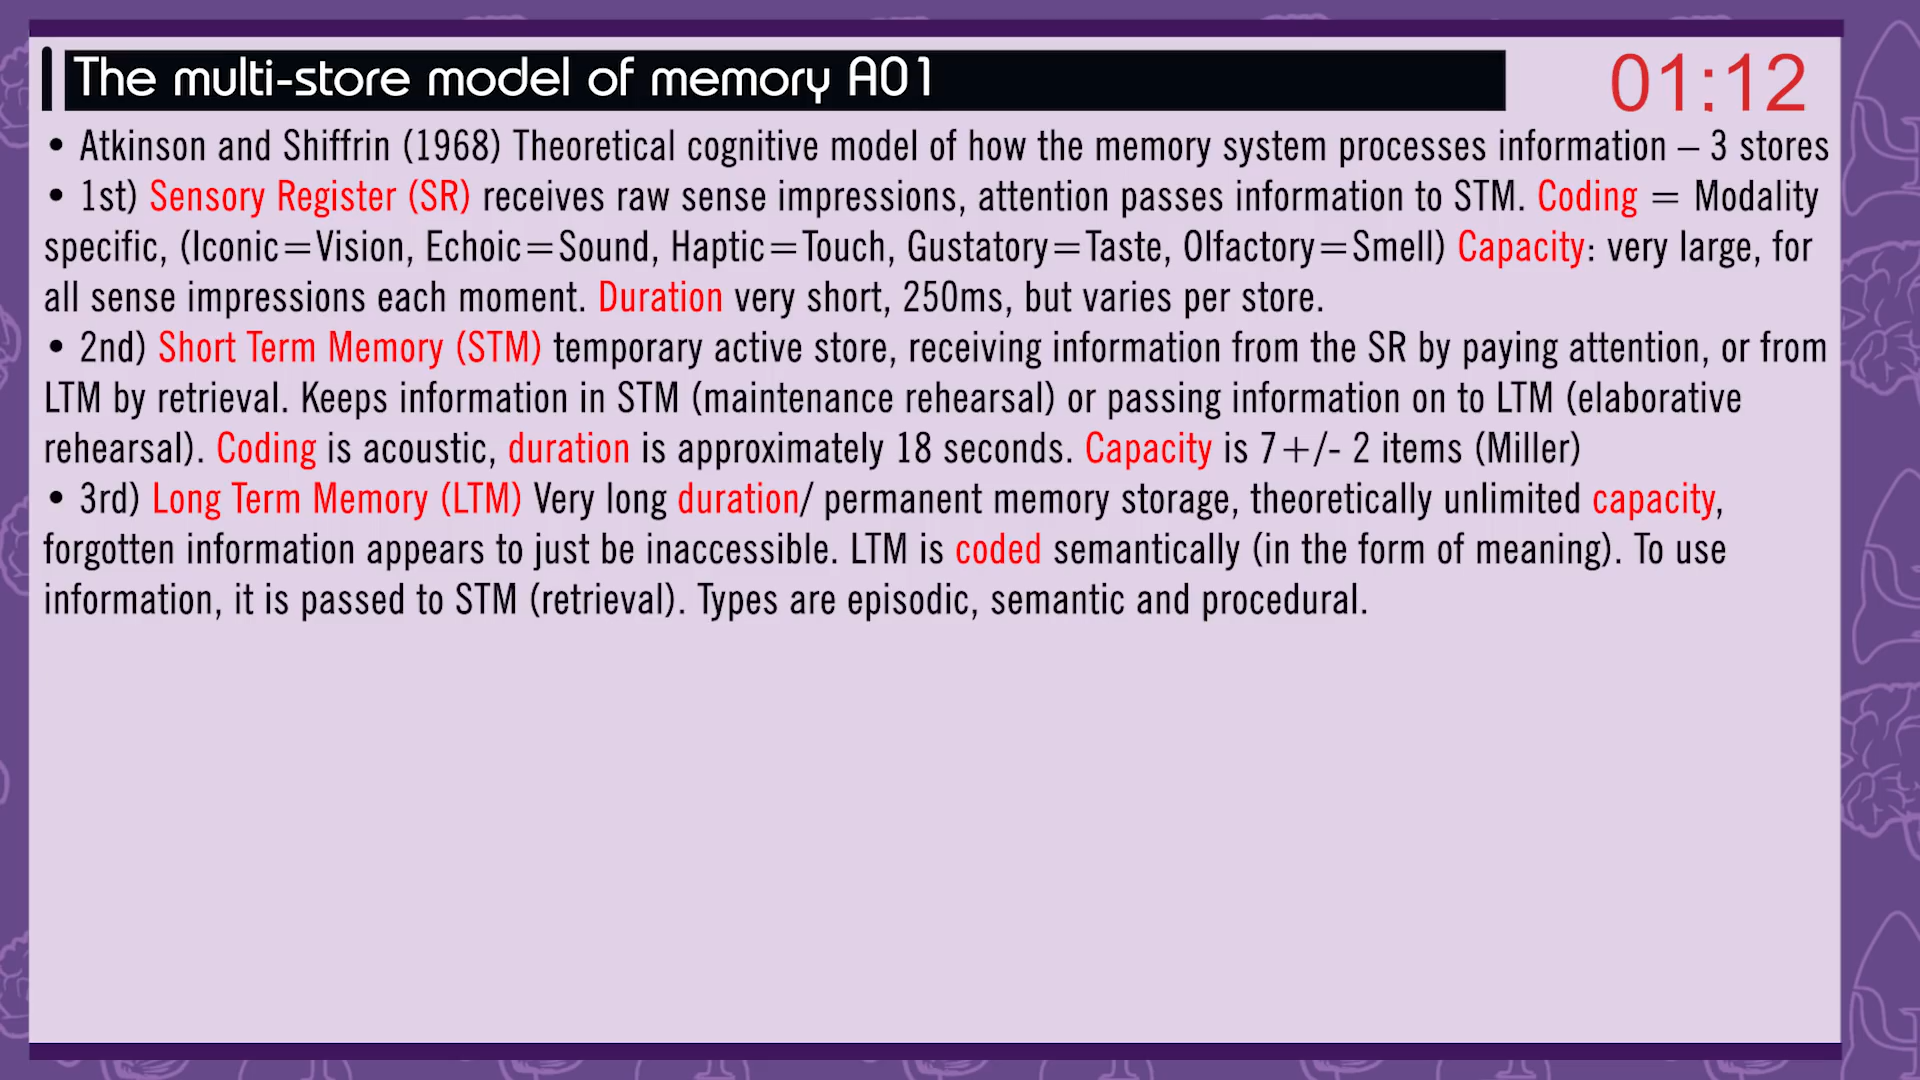 The multi-store model of memory AO1
01:12
• Atkinson and Shiffrin (1968) Theoretical cognitive model of how the memory system processes information – 3 stores
• 1st) Sensory Register (SR) receives raw sense impressions, attention passes information to STM. Coding = Modality
specific, (Iconic=Vision, Echoic=Sound, Haptic=Touch, Gustatory=Taste, Olfactory=Smell) Capacity: very large, for
all sense impressions each moment. Duration very short, 250ms, but varies per store.
• 2nd) Short Term Memory (STM) temporary active store, receiving information from the SR by paying attention, or from
LTM by retrieval. Keeps information in STM (maintenance rehearsal) or passing information on to LTM (elaborative
rehearsal). Coding is acoustic, duration is approximately 18 seconds. Capacity is 7+/- 2 items (Miller)
• 3rd) Long Term Memory (LTM) Very long duration/ permanent memory storage, theoretically unlimited capacity,
forgotten information appears to just be inaccessible. LTM is coded semantically (in the form of meaning). To use
information, it is passed to STM (retrieval). Types are episodic, semantic and procedural.